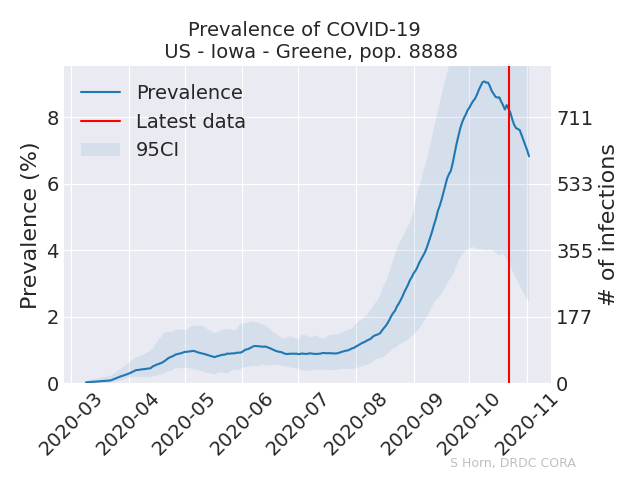 Prevalence of COVID-19
US - Iowa - Greene, pop. 8888
Prevalence
Latest data
95CI
Prevalence (%)
8
6
4
2
0
711
533
355
177
0
# of infections
2020-03
2020-04
2020-05
2020-06
2020-07
2020-08
2020-09
2020-10
2020-11
S Horn, DRDC CORA